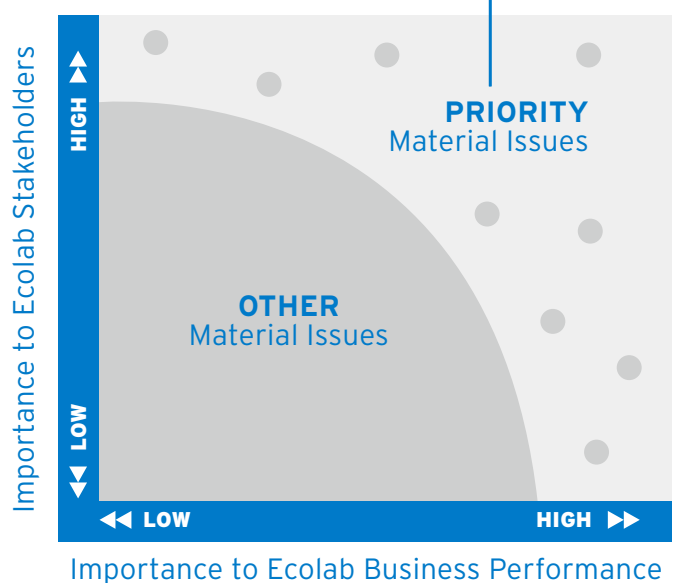 Importance to Ecolab Stakeholders
HIGH
LOW
PRIORITY
Material Issues
OTHER
Material Issues
LOW
HIGH
Importance to Ecolab Business Performance